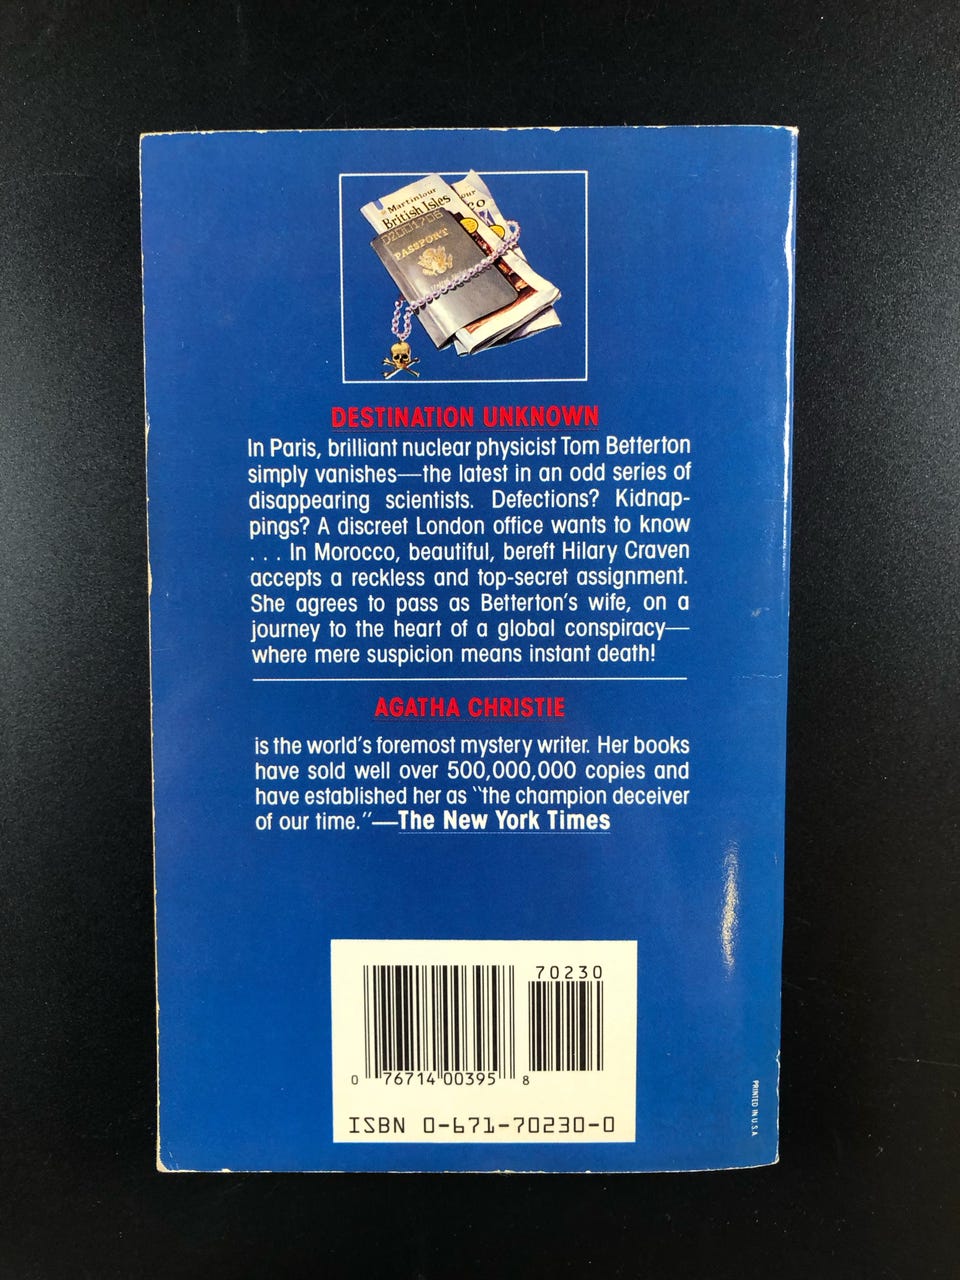 Martinlour
British Isles
our
CO
D2001706
PASSPORT
DESTINATION UNKNOWN
In Paris, brilliant nuclear physicist Tom Betterton
simply vanishes—the latest in an odd series of
disappearing scientists. Defections? Kidnap-
pings? A discreet London office wants to know
. . . In Morocco, beautiful, bereft Hilary Craven
accepts a reckless and top-secret assignment.
She agrees to pass as Betterton's wife, on a
journey to the heart of a global conspiracy—
where mere suspicion means instant death!
AGATHA CHRISTIE
is the world's foremost mystery writer. Her books
have sold well over 500,000,000 copies and
have established her as "the champion deceiver
of our time."—The New York Times
70230
0 76714 00395 8
ISBN 0-671-70230-0
PRINTED IN U.S.A.